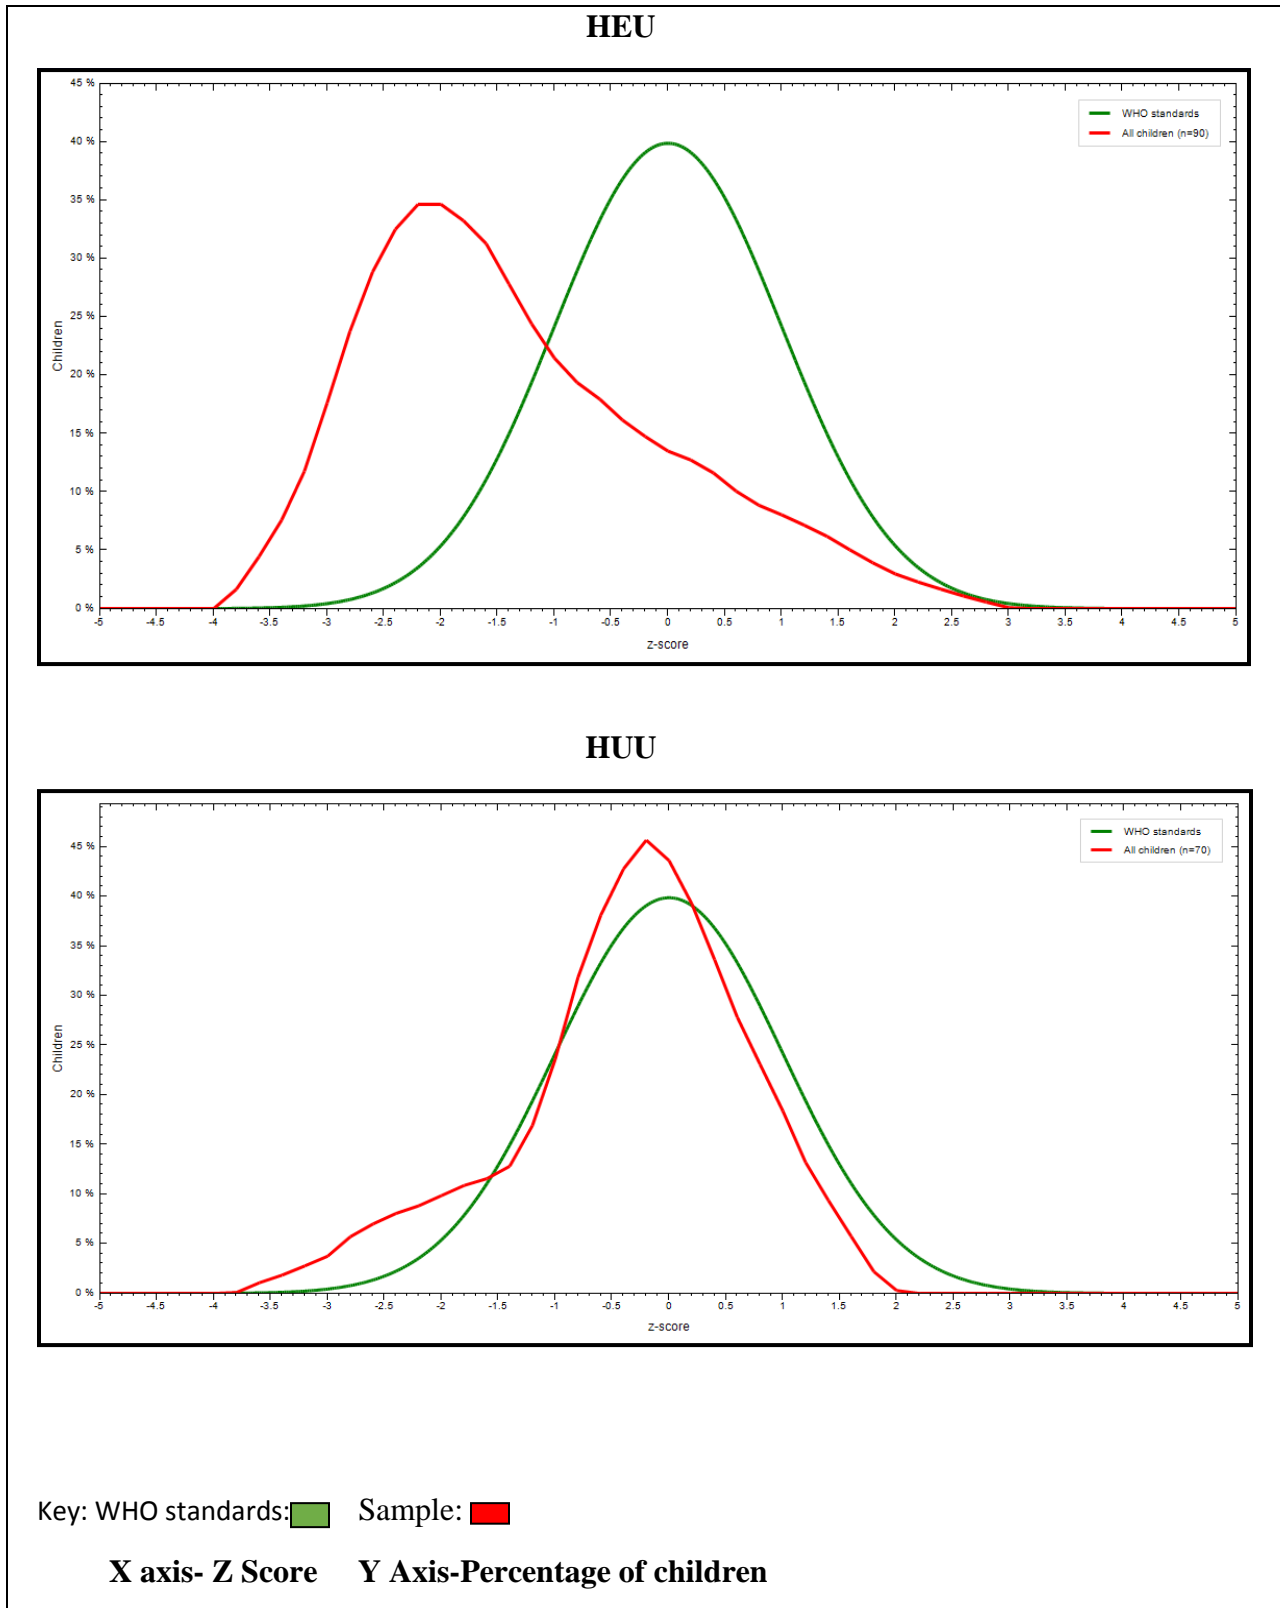 HEU
45 %
40 %
35 %
30 %
25 %
20 %
15 %
10 %
5 %
0 %
Children
WHO standards
All children (n=90)
-5 -4.5 -4 -3.5 -3 -2.5 -2 -1.5 -1 -0.5 0 0.5 1 1.5 2 2.5 3 3.5 4 4.5 5
z-score
HUU
45 %
40 %
35 %
30 %
25 %
20 %
15 %
10 %
5 %
0 %
Children
WHO standards
All children (n=70)
-5 -4.5 -4 -3.5 -3 -2.5 -2 -1.5 -1 -0.5 0 0.5 1 1.5 2 2.5 3 3.5 4 4.5 5
z-score
Key: WHO standards: Sample:
X axis- Z Score Y Axis-Percentage of children